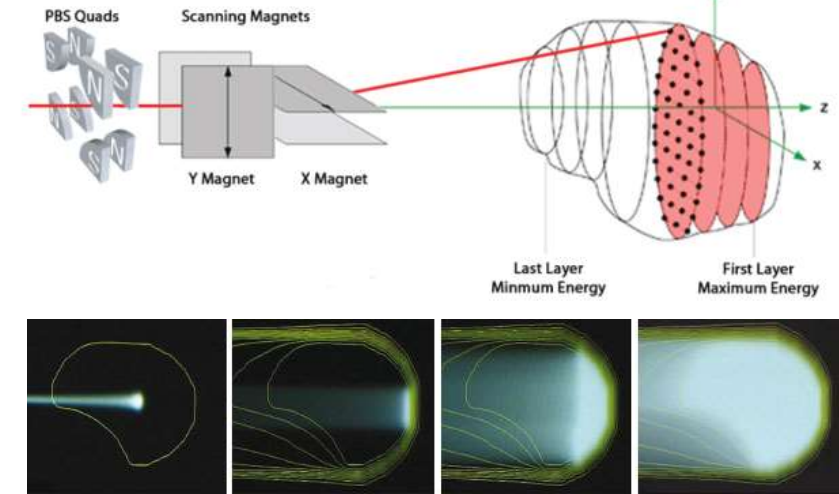 PBS Quads
Scanning Magnets
S
N
S
N
N
S
N
Y Magnet
X Magnet
z
x
Last Layer
Minmum Energy
First Layer
Maximum Energy